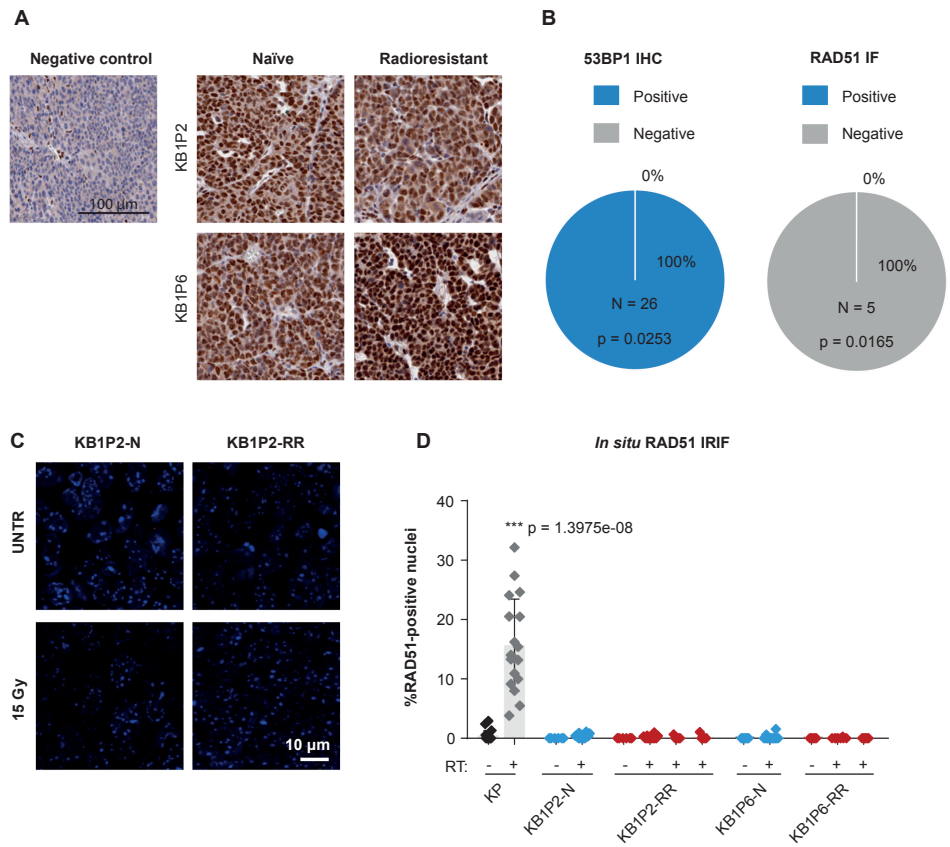 A
Negative control
Naïve
Radioresistant
KB1P2
KB1P6
100 µm
B
53BP1 IHC
Positive
Negative
0%
100%
N = 26
p = 0.0253
RAD51 IF
Positive
Negative
0%
100%
N = 5
p = 0.0165
C
KB1P2-N
KB1P2-RR
UNTR
15 Gy
10 µm
D
In situ RAD51 IRIF
%RAD51-positive nuclei
40
30
20
10
0
*** p = 1.3975e-08
RT: - + - + - + + + - + - + +
KP
KB1P2-N
KB1P2-RR
KB1P6-N
KB1P6-RR